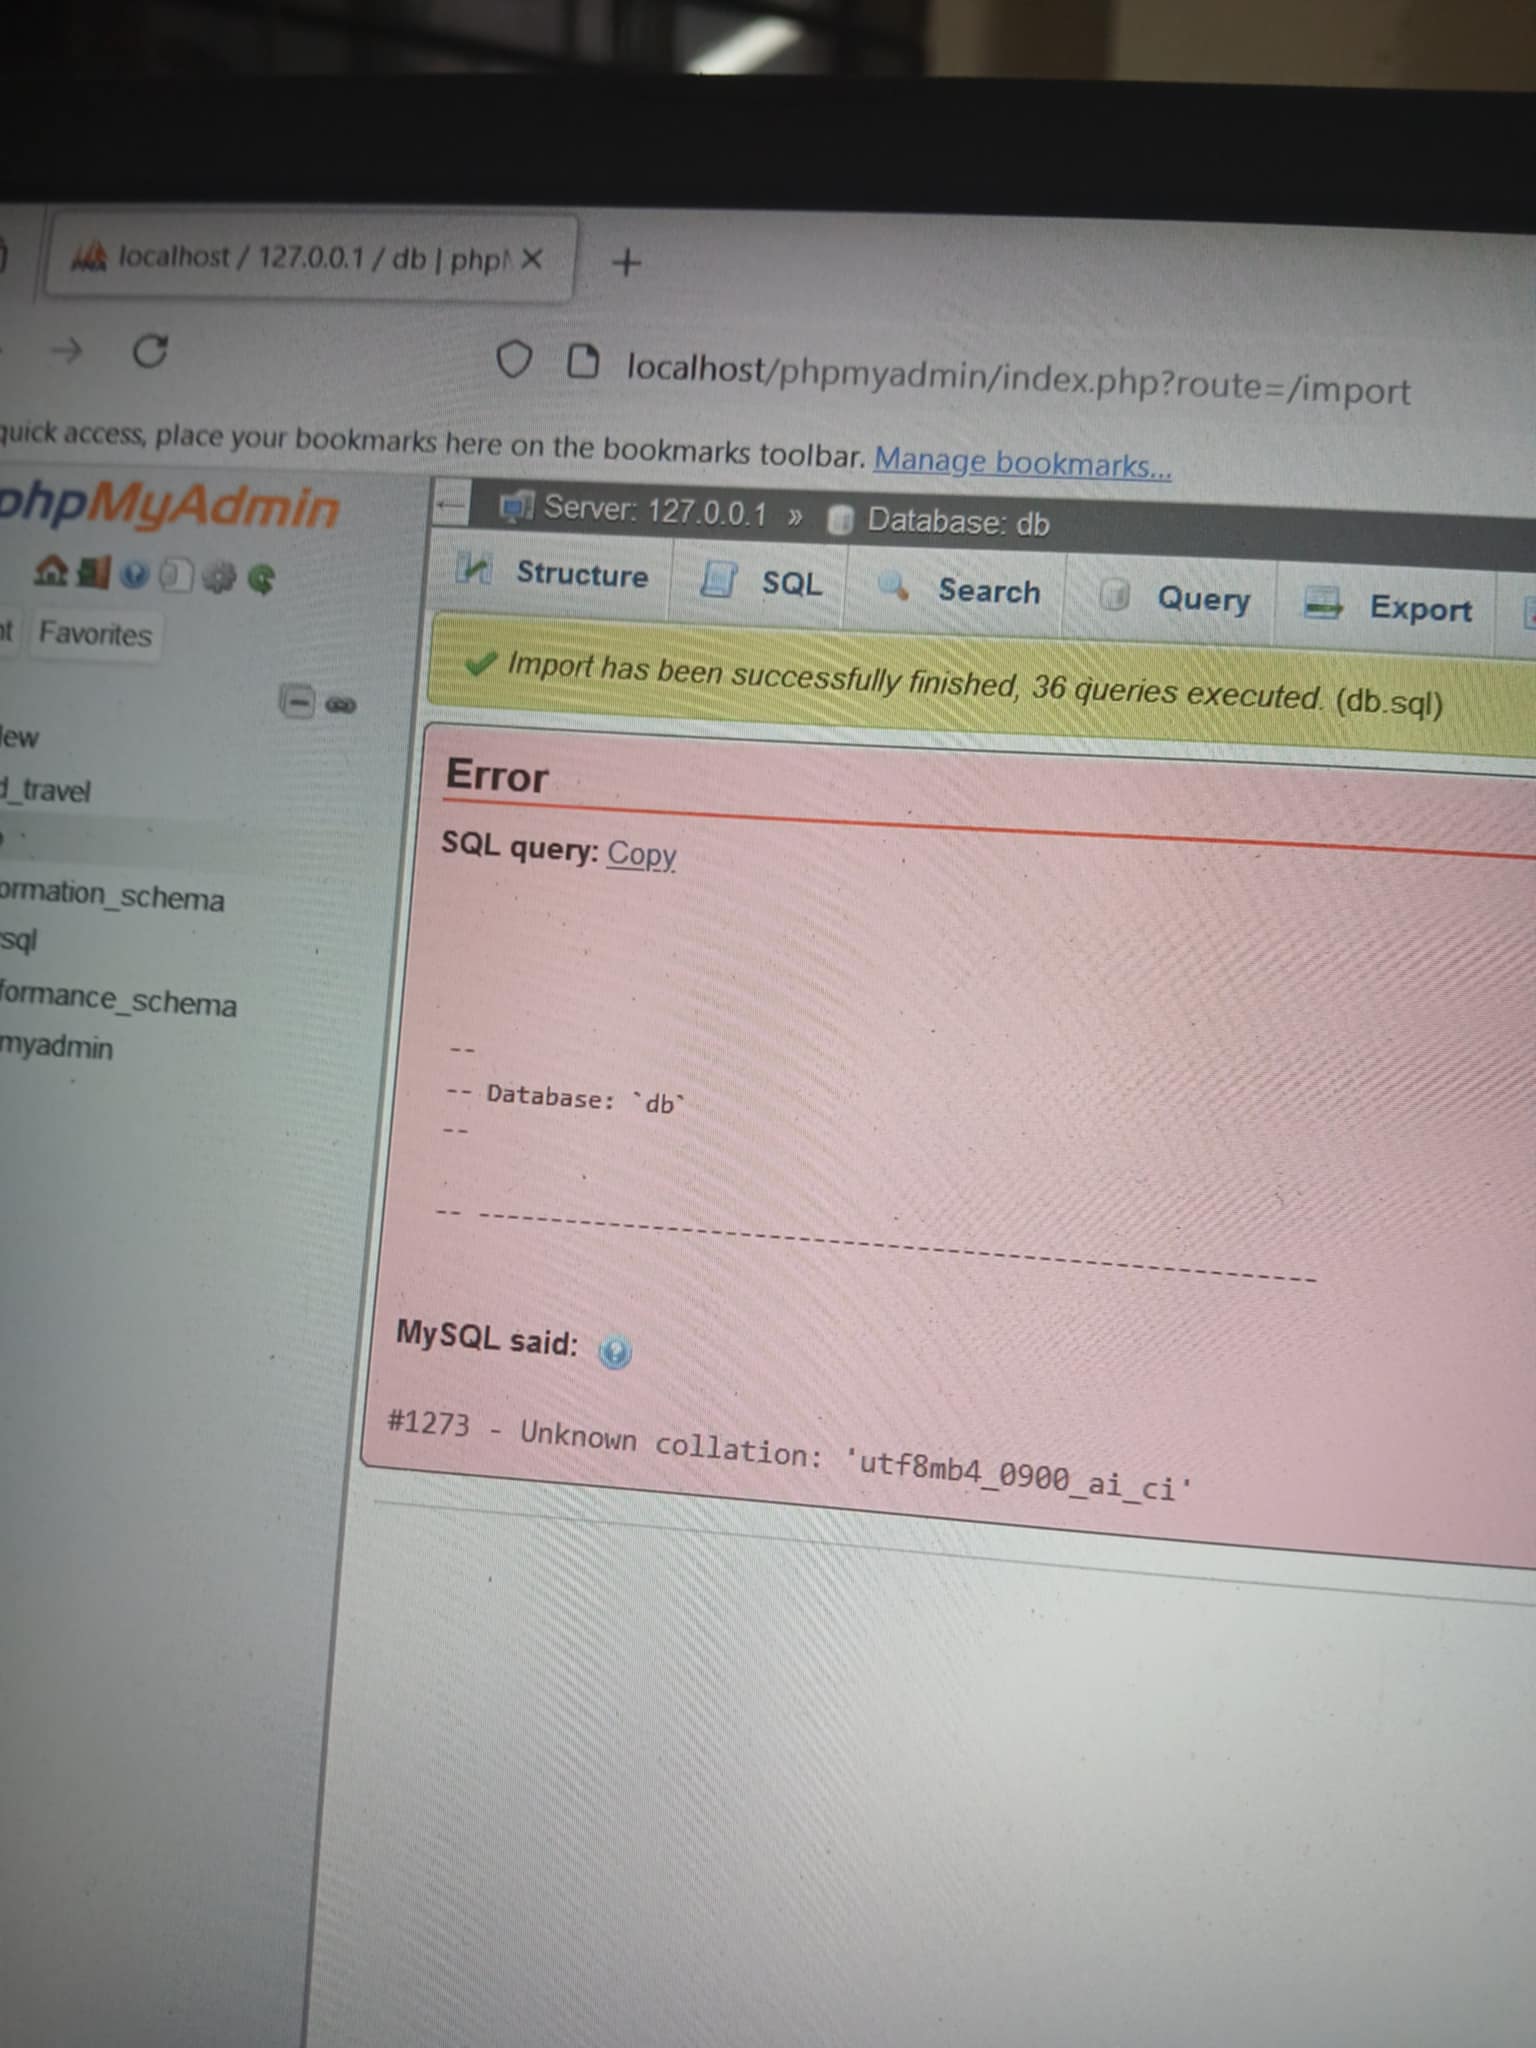 localhost / 127.0.0.1 / db | php
localhost/phpmyadmin/index.php?route=/import
quick access, place your bookmarks here on the bookmarks toolbar. Manage bookmarks...
phpMyAdmin
Server: 127.0.0.1 » Database: db
Structure SQL Search Query Export
Favorites
Import has been successfully finished, 36 queries executed. (db.sql)
ew
d_travel
ormation_schema
sql
formance_schema
myadmin
Error
SQL query: Copy
--
-- Database: `db`
--
-- --------------------------------------------------------
MySQL said:
#1273 - Unknown collation: 'utf8mb4_0900_ai_ci'